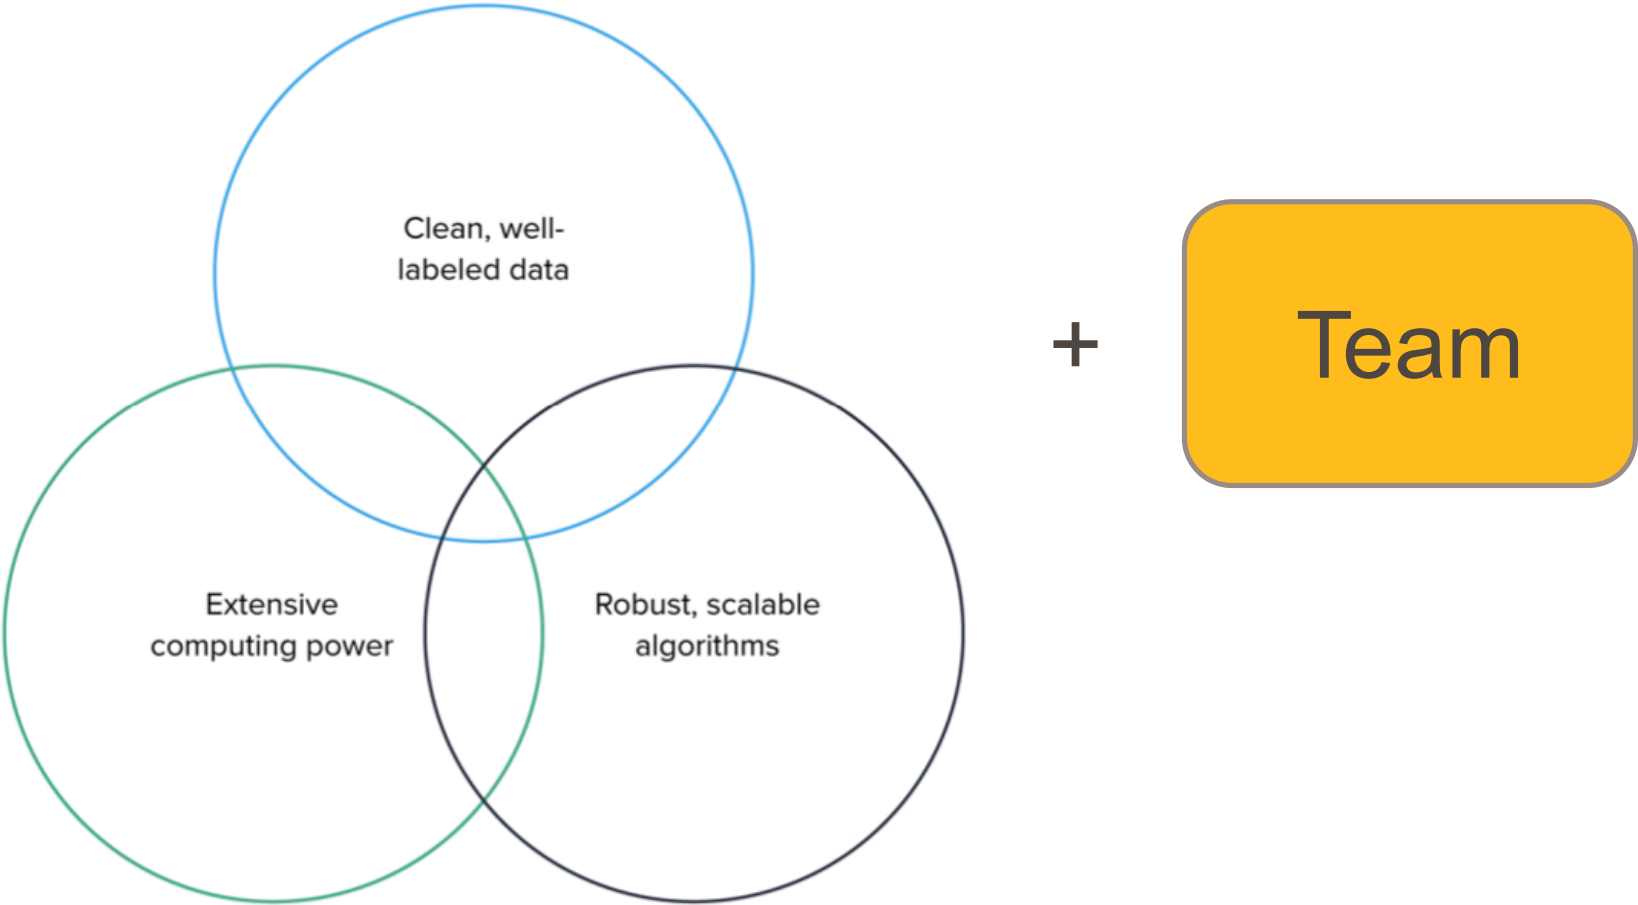 Clean, well-
labeled data
+
Team
Extensive
computing power
Robust, scalable
algorithms